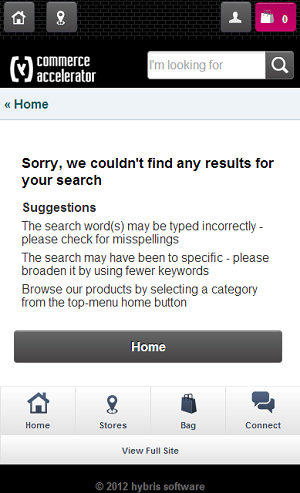 0
commerce
accelerator
I'm looking for
« Home
Sorry, we couldn't find any results for
your search
Suggestions
The search word(s) may be typed incorrectly -
please check for misspellings
The search may have been to specific - please
broaden it by using fewer keywords
Browse our products by selecting a category
from the top-menu home button
Home
Home Stores Bag Connect
View Full Site
© 2012 hybris software